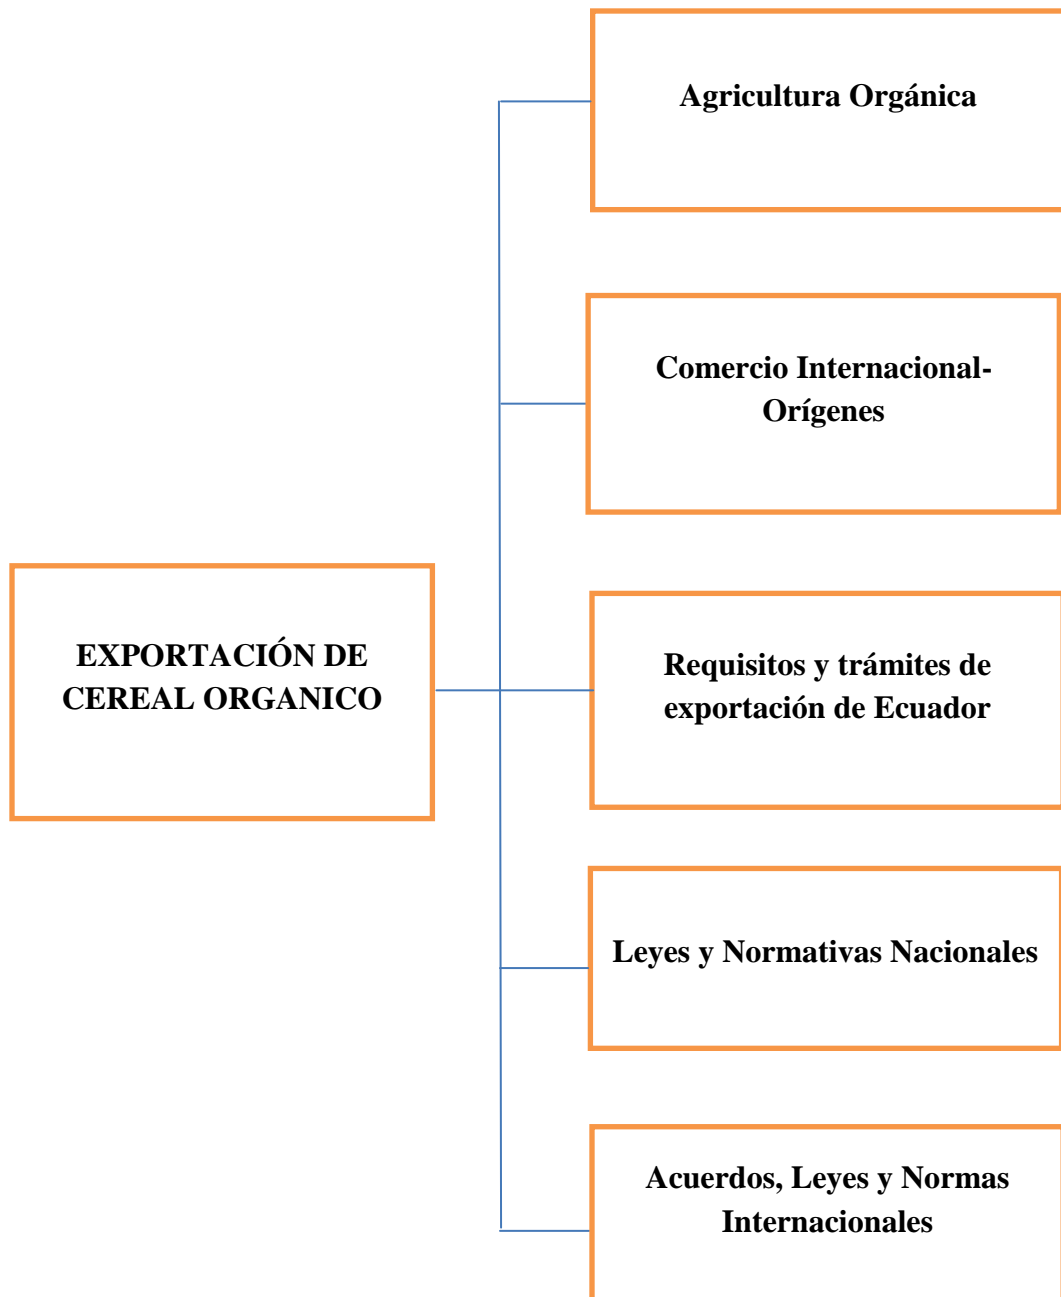 Agricultura Orgánica
Comercio Internacional-
Orígenes
EXPORTACIÓN DE
CEREAL ORGANICO
Requisitos y trámites de
exportación de Ecuador
Leyes y Normativas Nacionales
Acuerdos, Leyes y Normas
Internacionales